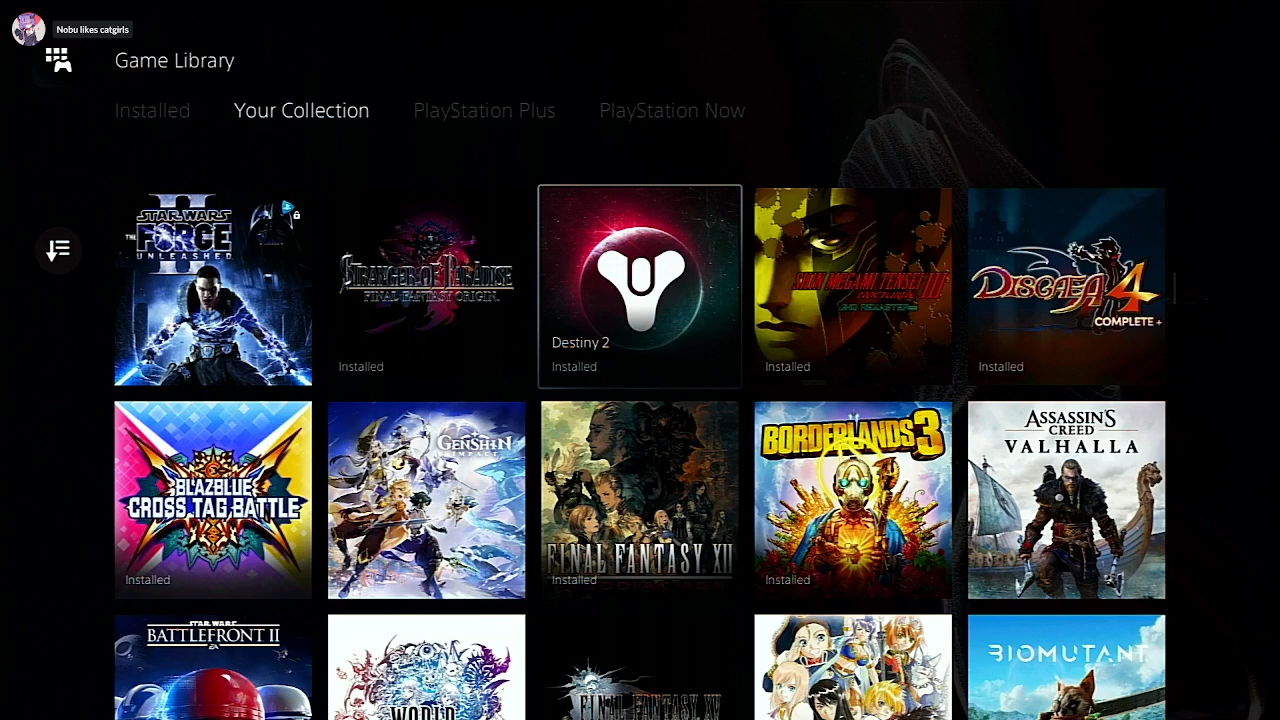 Nobu likes catgirls
Game Library
Installed
Your Collection
PlayStation Plus
PlayStation Now
II
STAR WARS
THE FORCE
UNLEASHED
STRANGER OF PARADISE
FINAL FANTASY ORIGIN
Installed
Destiny 2
Installed
SHIN MEGAMI TENSEI III
NOCTURNE
HD REMASTER
Installed
DISGAEA 4
COMPLETE +
Installed
BLAZBLUE
CROSS TAG BATTLE
Installed
GENSHIN
IMPACT
FINAL FANTASY XII
Installed
BORDERLANDS 3
Installed
ASSASSIN'S
CREED
VALHALLA
STAR WARS
BATTLEFRONT II
EA
WORLD
FINAL FANTASY XV
BIOMUTANT